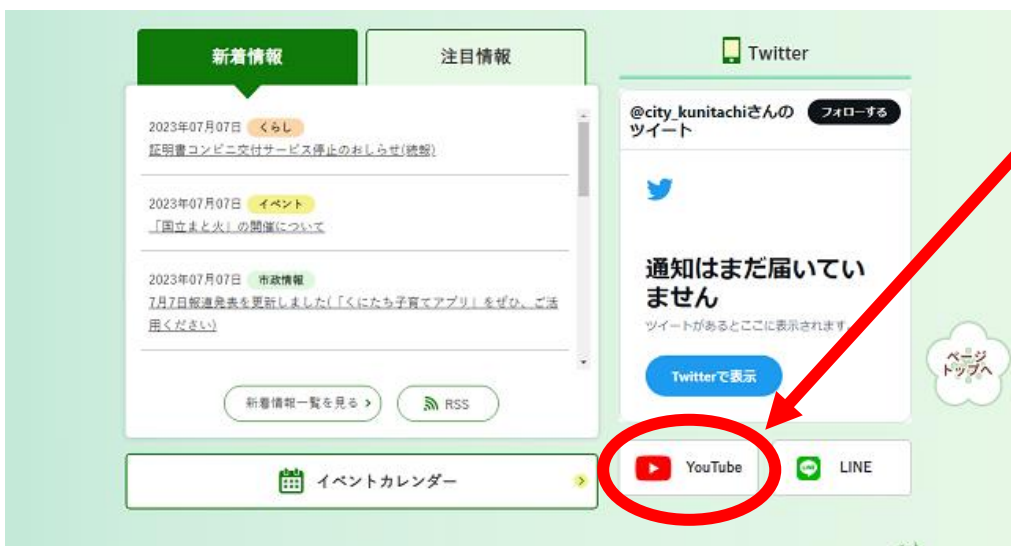 新着情報
注目情報
2023年07月07日 くらし
証明書コンビニ交付サービス停止のおしらせ(続報)
2023年07月07日 イベント
「国立まと火」の開催について
2023年07月07日 市政情報
7月7日報道発表を更新しました(「くにたち子育てアプリ」をぜひ、ご活
用ください)
新着情報一覧を見る
RSS
イベントカレンダー
Twitter
@city_kunitachiさんの
ツイート
フォローする
通知はまだ届いてい
ません
ツイートがあるとここに表示されます。
Twitterで表示
YouTube
LINE
ページ
トップへ